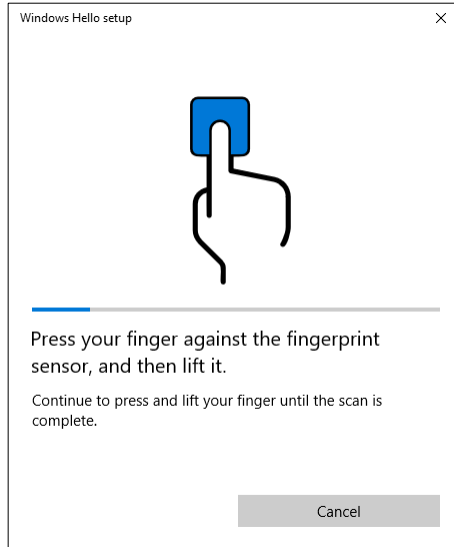 Windows Hello setup
Press your finger against the fingerprint
sensor, and then lift it.
Continue to press and lift your finger until the scan is
complete.
Cancel